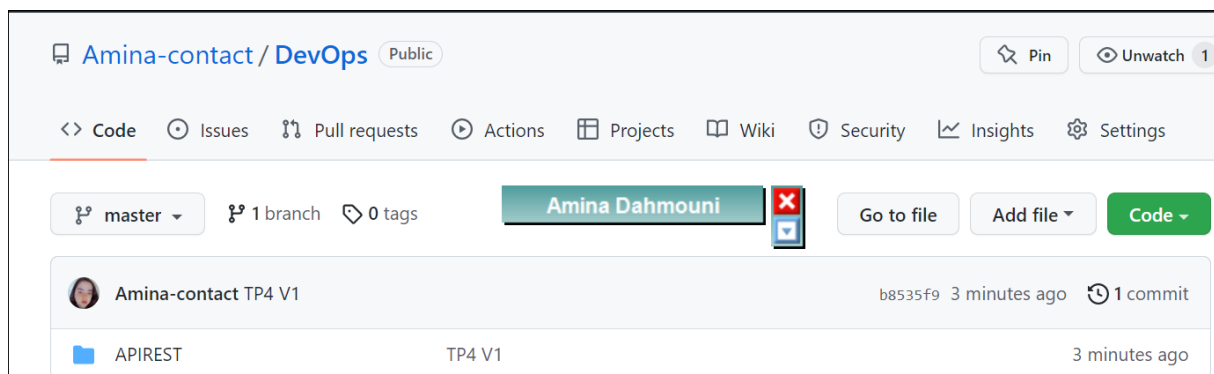 Amina-contact / DevOps Public Pin Unwatch 1
Code Issues Pull requests Actions Projects Wiki Security Insights Settings
master 1 branch 0 tags Amina Dahmouni Go to file Add file Code
Amina-contact TP4 V1 b8535f9 3 minutes ago 1 commit
APIREST TP4 V1 3 minutes ago